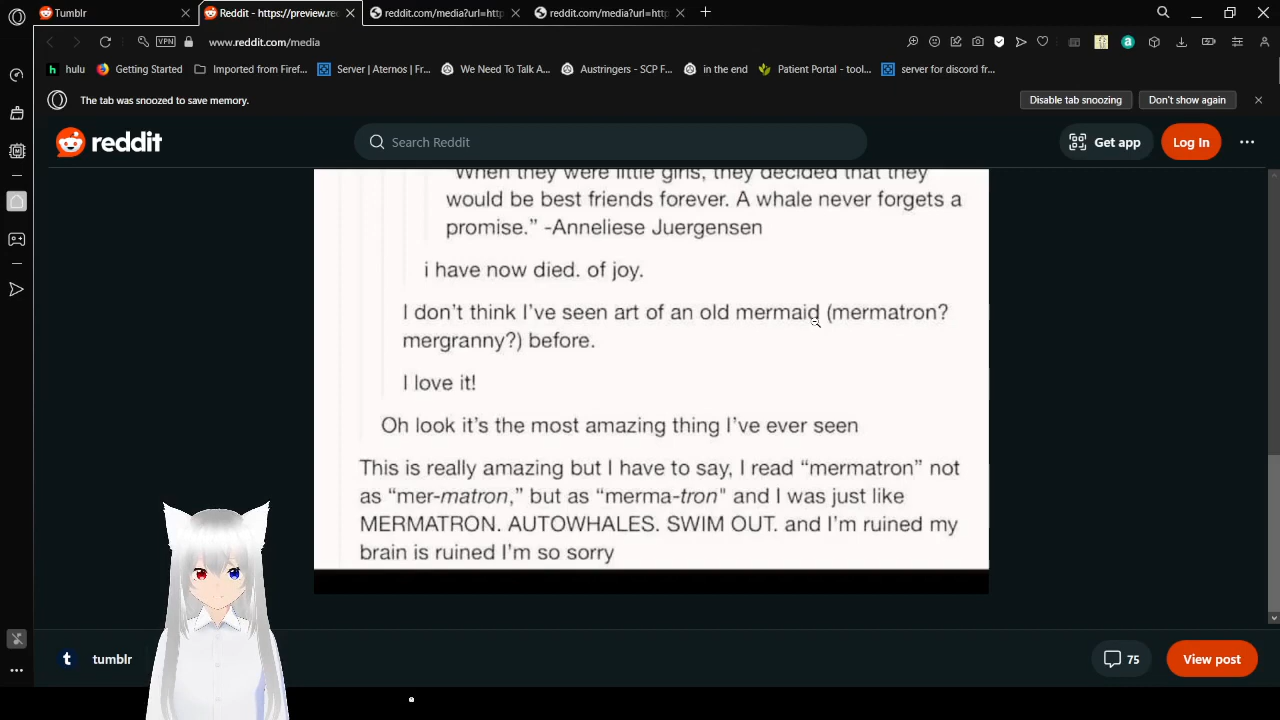 Tumblr
Reddit - https://preview.re
reddit.com/media?url=http
reddit.com/media?url=http
VPN
www.reddit.com/media
hulu
Getting Started
Imported from Firef...
Server | Aternos | Fr...
We Need To Talk A...
Austringers - SCP F...
in the end
Patient Portal - tool...
server for discord fr...
The tab was snoozed to save memory.
Disable tab snoozing
Don't show again
reddit
Search Reddit
Get app
Log In
"When they were little girls, they decided that they
would be best friends forever. A whale never forgets a
promise." -Anneliese Juergensen
i have now died. of joy.
I don't think I've seen art of an old mermaid (mermatron?
mergranny?) before.
I love it!
Oh look it's the most amazing thing I've ever seen
This is really amazing but I have to say, I read "mermatron" not
as "mer-matron," but as "merma-tron" and I was just like
MERMATRON. AUTOWHALES. SWIM OUT. and I'm ruined my
brain is ruined I'm so sorry
t tumblr
75
View post